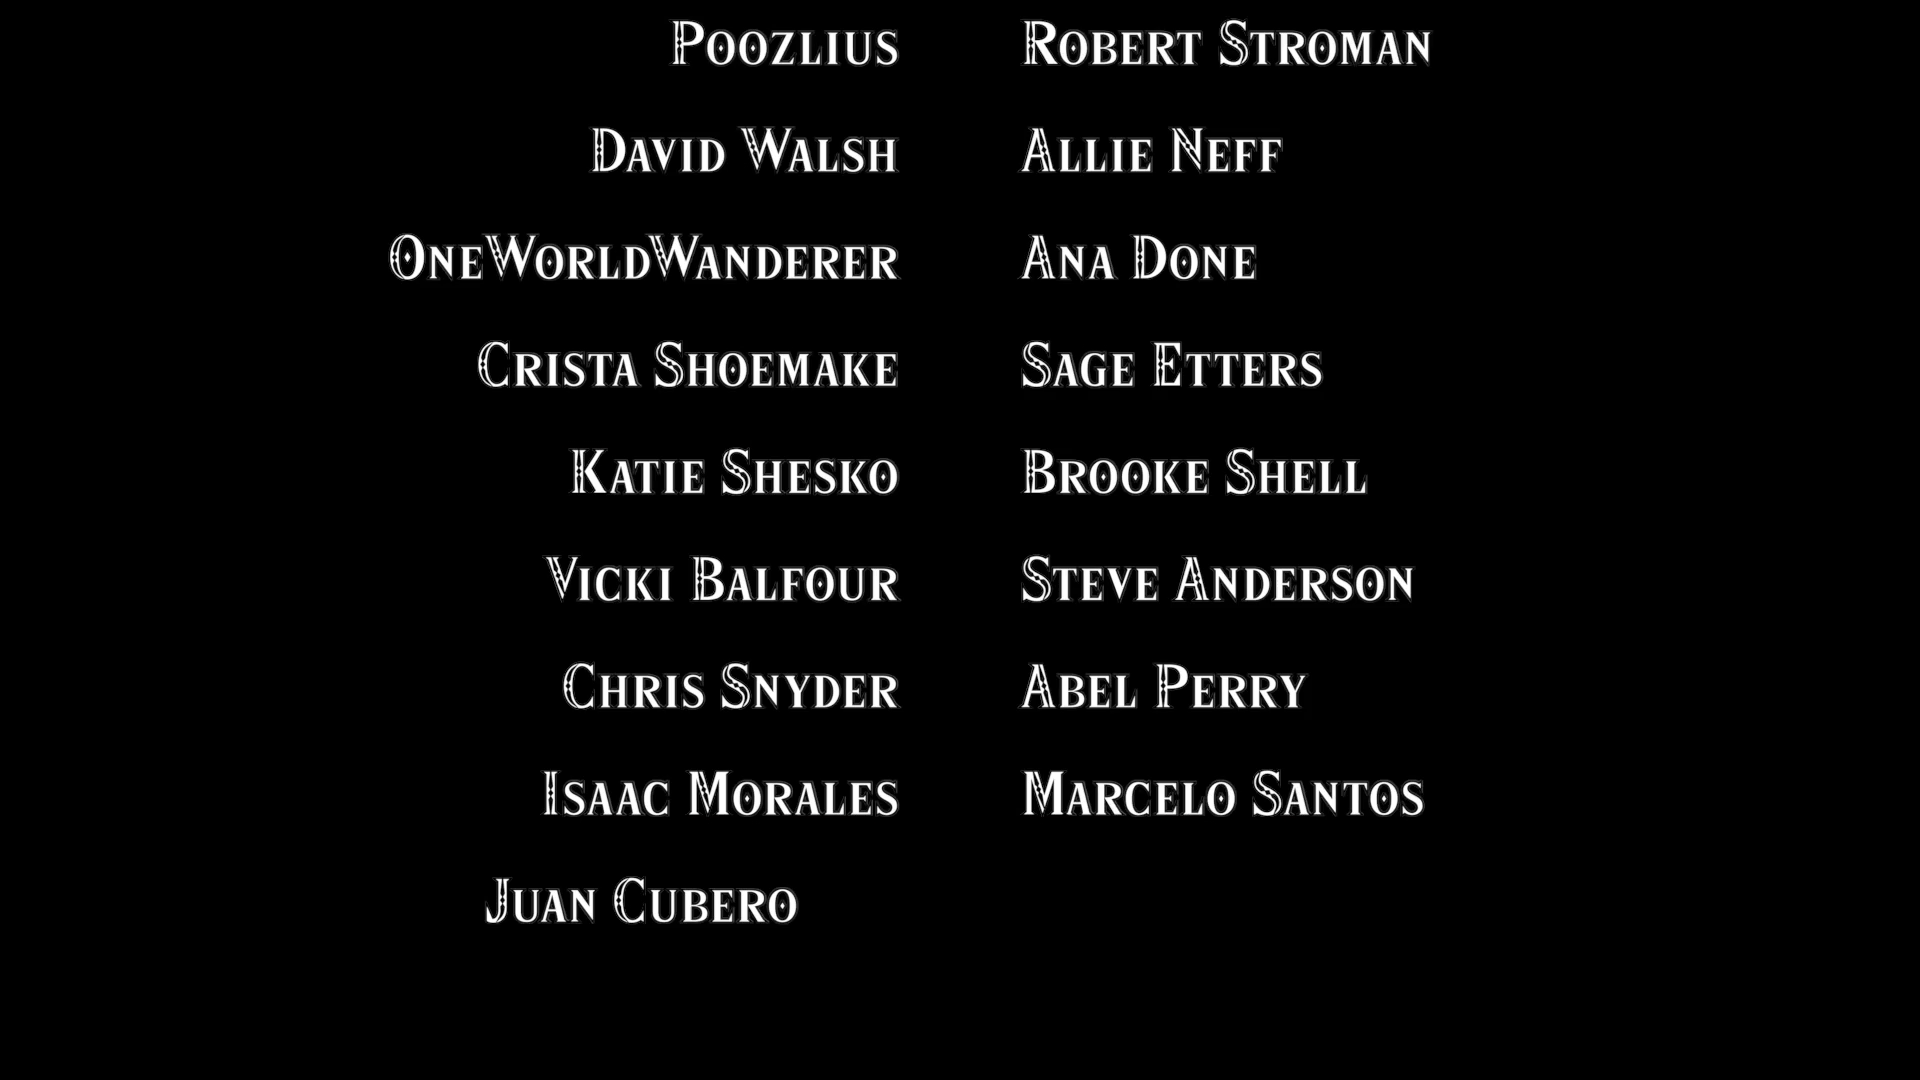 Poozlius Robert Stroman
David Walsh Allie Neff
OneWorldWanderer Ana Done
Crista Shoemake Sage Etters
Katie Shesko Brooke Shell
Vicki Balfour Steve Anderson
Chris Snyder Abel Perry
Isaac Morales Marcelo Santos
Juan Cubero